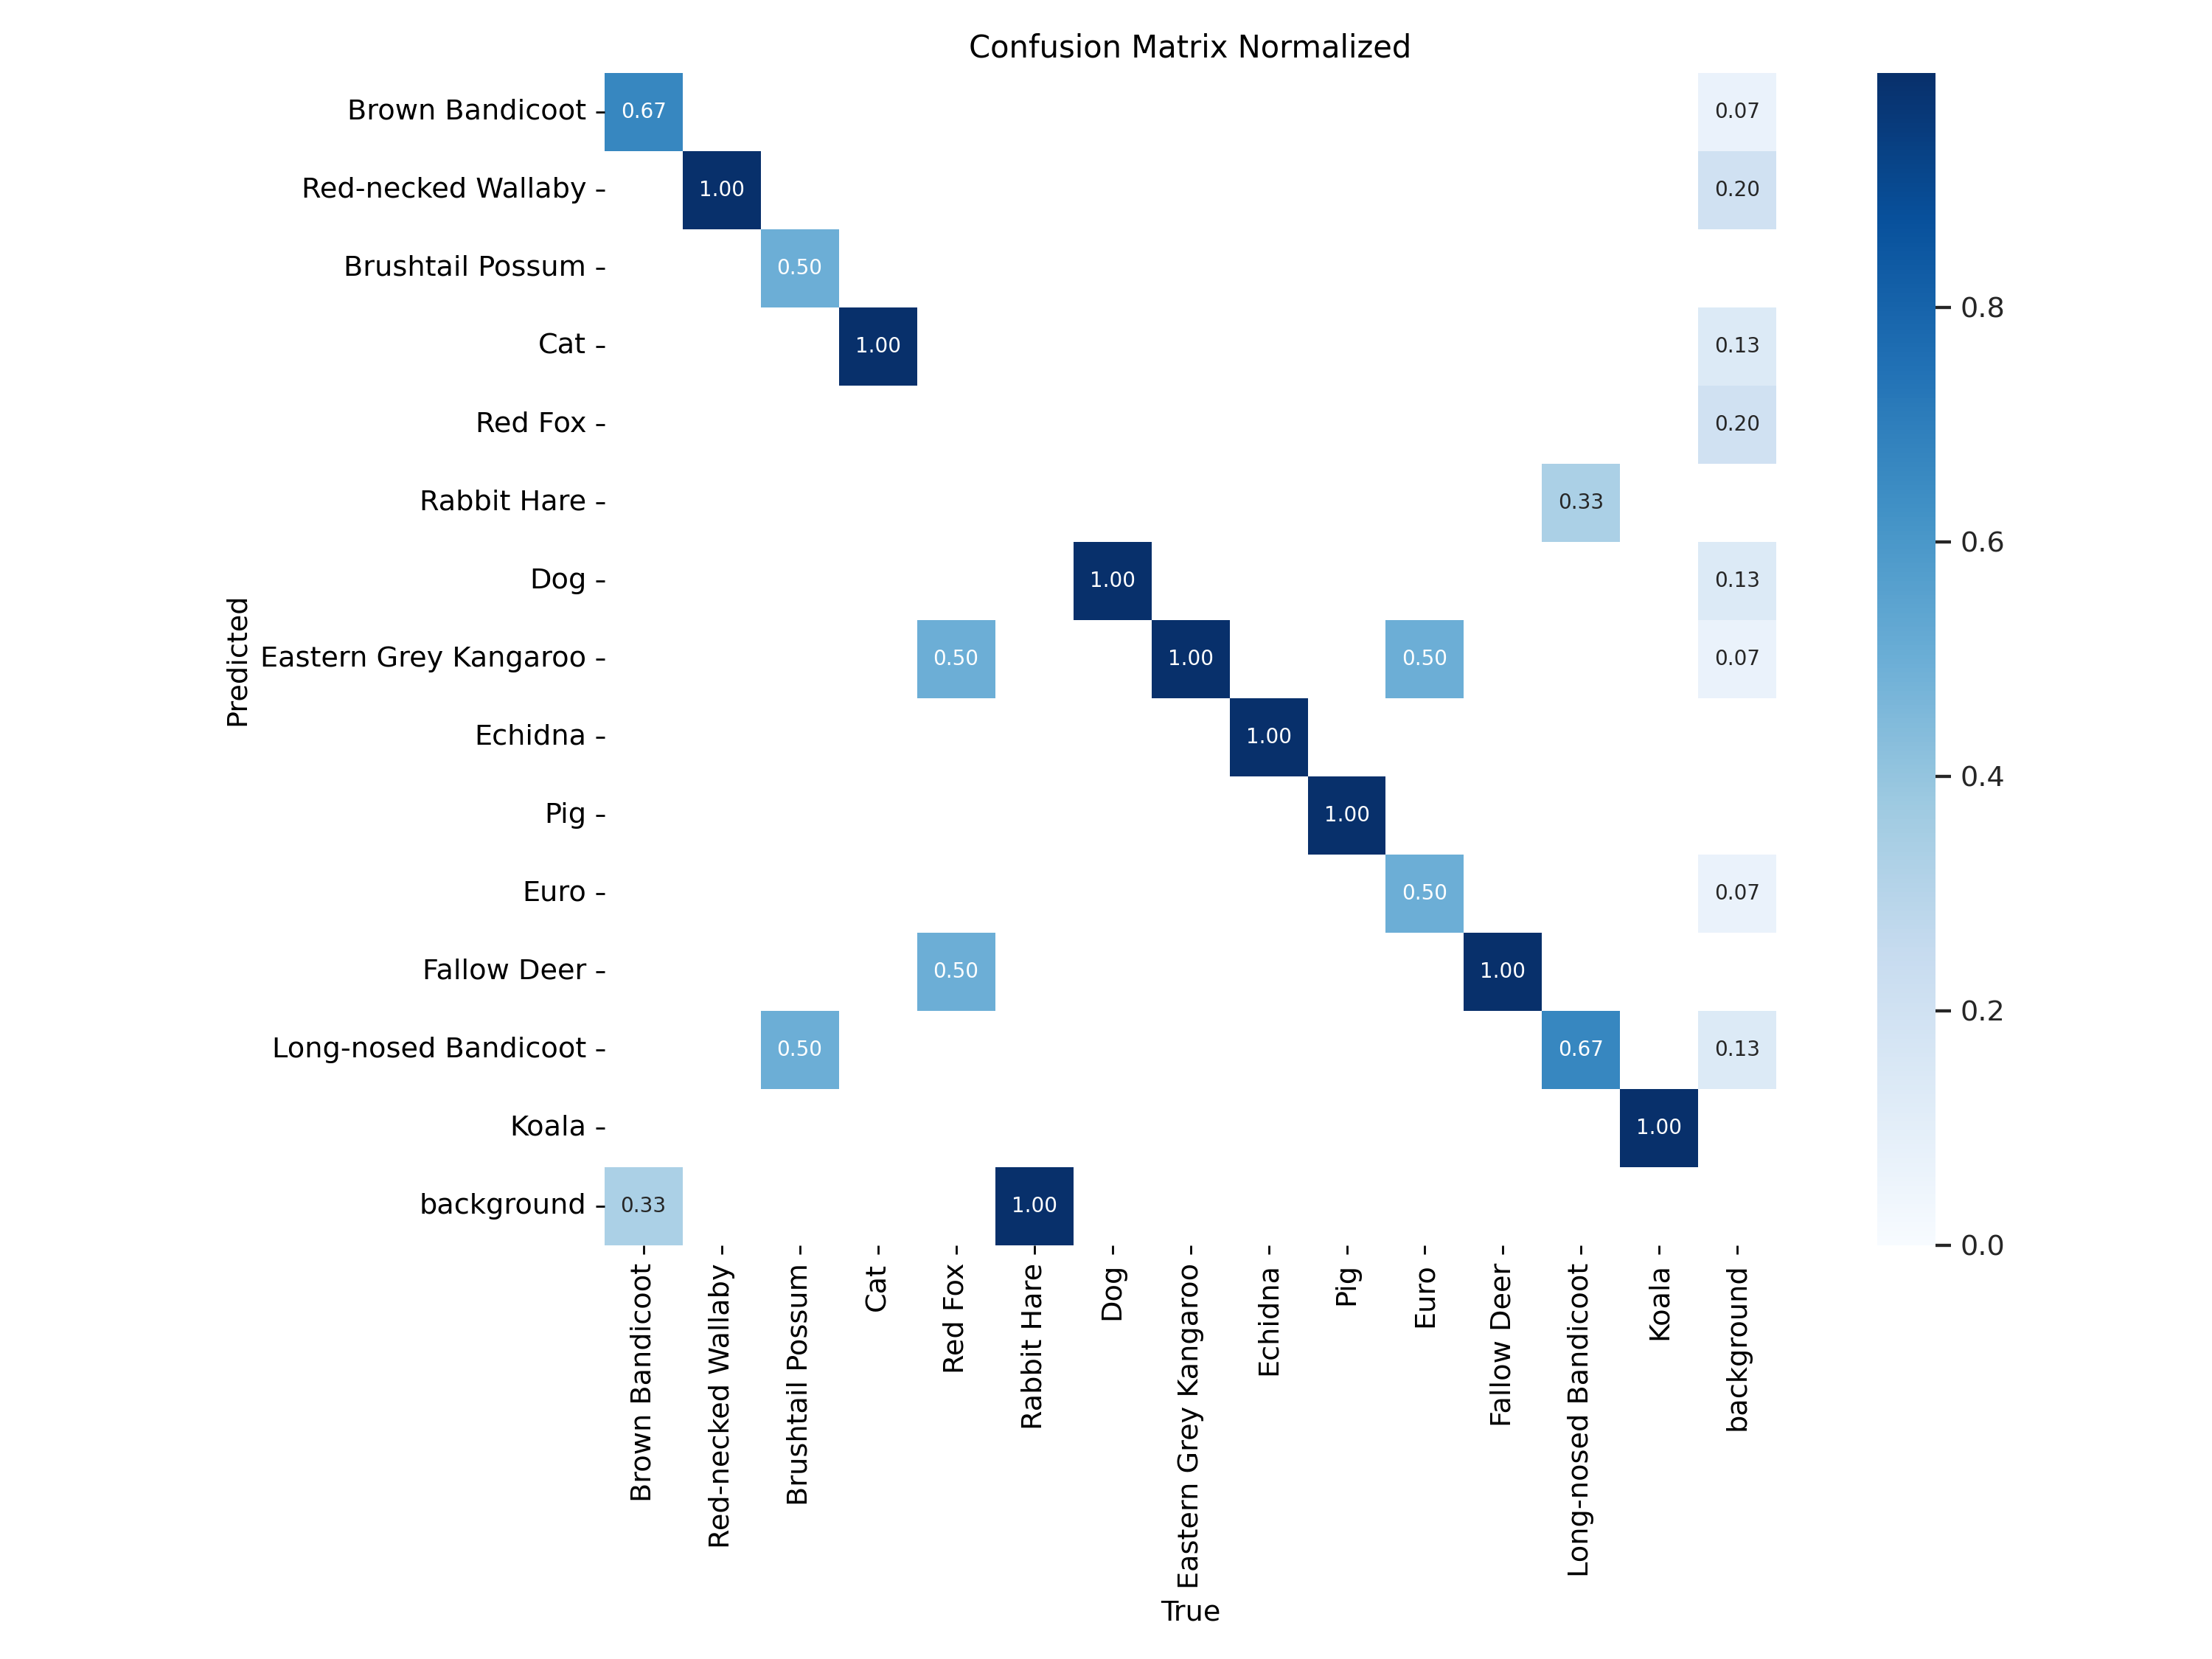 Confusion Matrix Normalized
Brown Bandicoot 0.67 0.07
Red-necked Wallaby 1.00 0.20
Brushtail Possum 0.50
Cat 1.00 0.13
Red Fox 0.20
Rabbit Hare 0.33
Dog 1.00 0.13
Eastern Grey Kangaroo 0.50 1.00 0.50 0.07
Echidna 1.00
Pig 1.00
Euro 0.50 0.07
Fallow Deer 0.50 1.00
Long-nosed Bandicoot 0.50 0.67 0.13
Koala 1.00
background 0.33 1.00
Predicted
Brown Bandicoot
Red-necked Wallaby
Brushtail Possum
Cat
Red Fox
Rabbit Hare
Dog
Eastern Grey Kangaroo
Echidna
Pig
Euro
Fallow Deer
Long-nosed Bandicoot
Koala
background
True
0.8
0.6
0.4
0.2
0.0